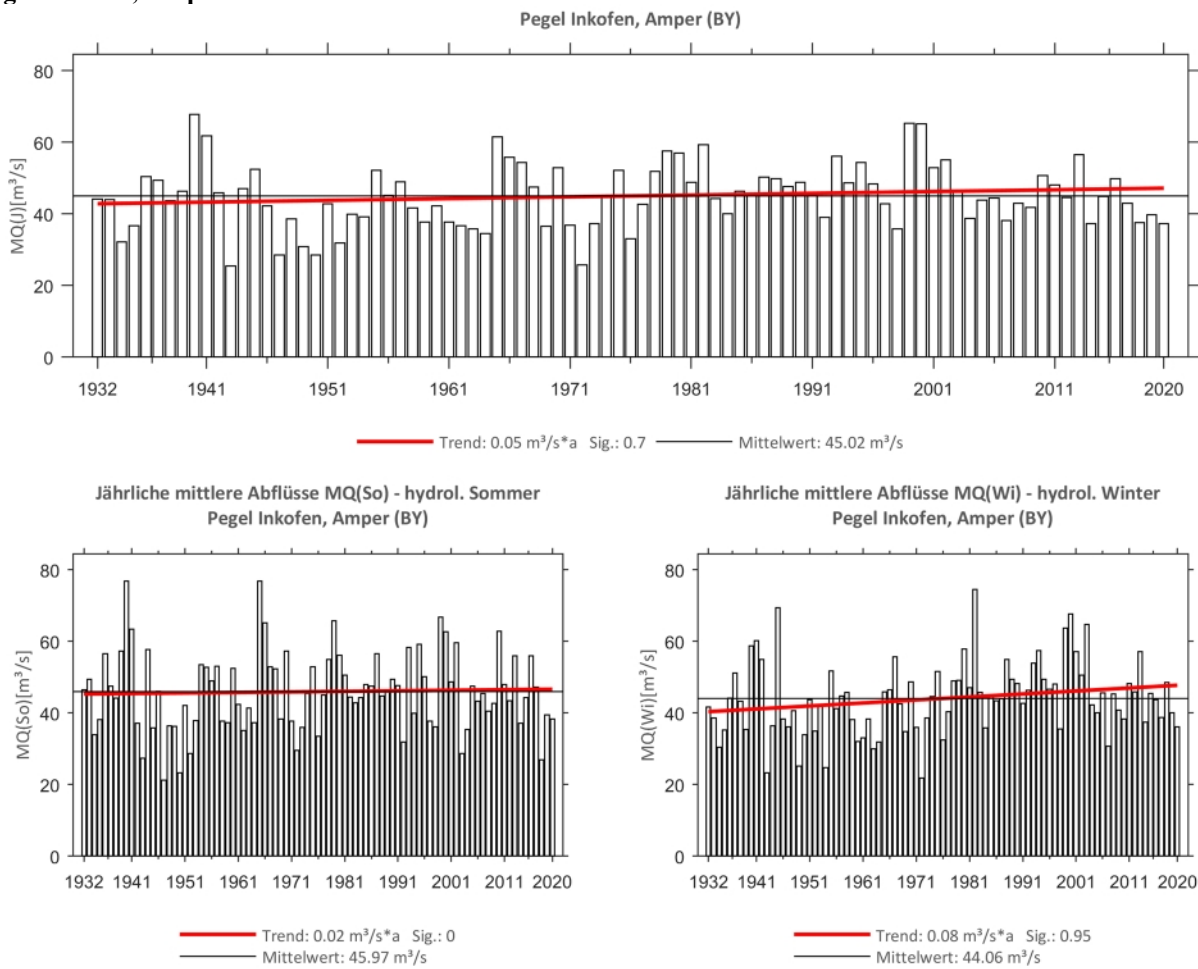 Pegel Inkofen, Amper (BY)
80
60
40
20
0
MQ(J)[m³/s]
1932 1941 1951 1961 1971 1981 1991 2001 2011 2020
Trend: 0.05 m³/s*a Sig.: 0.7 Mittelwert: 45.02 m³/s
Jährliche mittlere Abflüsse MQ(So) - hydrol. Sommer
Pegel Inkofen, Amper (BY)
80
60
40
20
0
MQ(So)[m³/s]
1932 1941 1951 1961 1971 1981 1991 2001 2011 2020
Trend: 0.02 m³/s*a Sig.: 0
Mittelwert: 45.97 m³/s
Jährliche mittlere Abflüsse MQ(Wi) - hydrol. Winter
Pegel Inkofen, Amper (BY)
80
60
40
20
0
MQ(Wi)[m³/s]
1932 1941 1951 1961 1971 1981 1991 2001 2011 2020
Trend: 0.08 m³/s*a Sig.: 0.95
Mittelwert: 44.06 m³/s